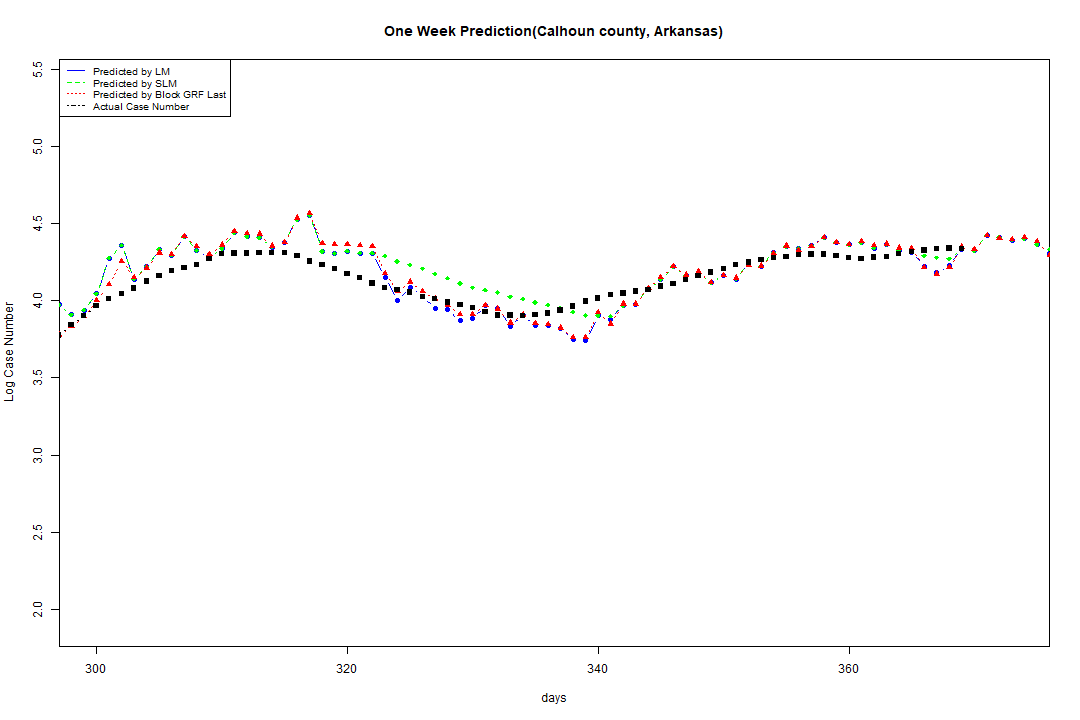 One Week Prediction(Calhoun county, Arkansas)
Predicted by LM
Predicted by SLM
Predicted by Block GRF Last
Actual Case Number
5.5
5.0
4.5
4.0
3.5
3.0
2.5
2.0
Log Case Number
300
320
340
360
days